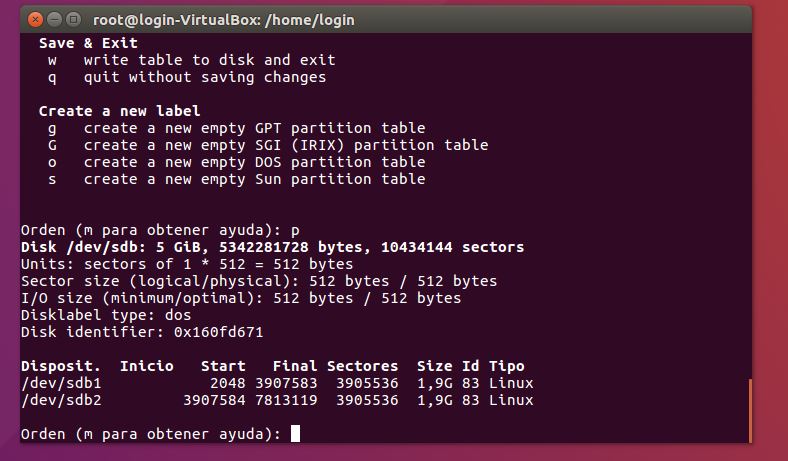 root@login-VirtualBox: /home/login
Save & Exit
w   write table to disk and exit
q   quit without saving changes
Create a new label
g   create a new empty GPT partition table
G   create a new empty SGI (IRIX) partition table
o   create a new empty DOS partition table
s   create a new empty Sun partition table
Orden (m para obtener ayuda): p
Disk /dev/sdb: 5 GiB, 5342281728 bytes, 10434144 sectors
Units: sectors of 1 * 512 = 512 bytes
Sector size (logical/physical): 512 bytes / 512 bytes
I/O size (minimum/optimal): 512 bytes / 512 bytes
Disklabel type: dos
Disk identifier: 0x160fd671
Disposit.  Inicio   Start   Final Sectores  Size Id Tipo
/dev/sdb1            2048 3907583  3905536  1,9G 83 Linux
/dev/sdb2         3907584 7813119  3905536  1,9G 83 Linux
Orden (m para obtener ayuda):